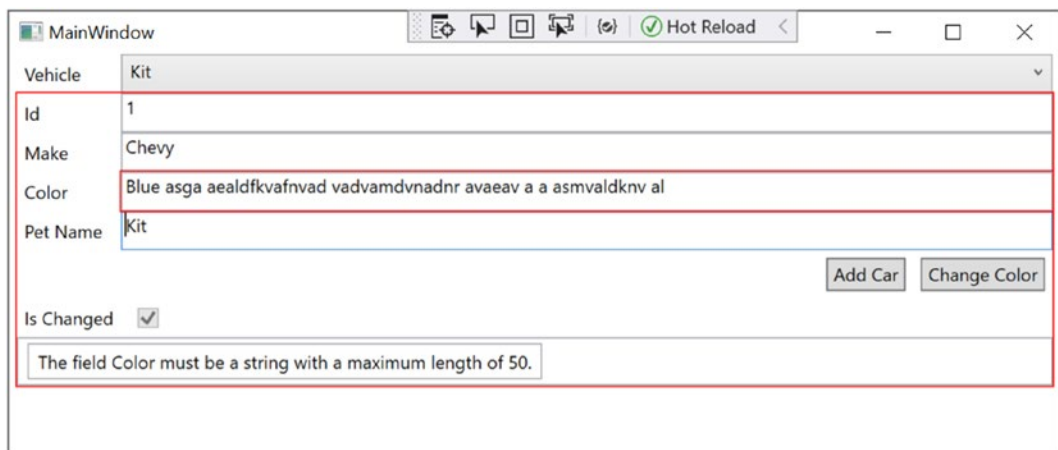 MainWindow
Hot Reload
Vehicle Kit
Id 1
Make Chevy
Color Blue asga aealdfkvafnvad vadvamdvnadnr avaeav a a asmvaldknv al
Pet Name Kit
Add Car Change Color
Is Changed
The field Color must be a string with a maximum length of 50.